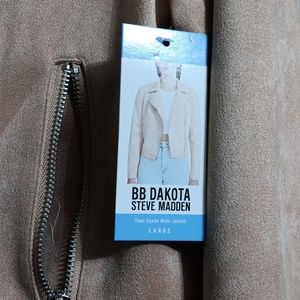 BB DAKOTA
STEVE MADDEN
Faux Suede Moto Jacket
LARGE